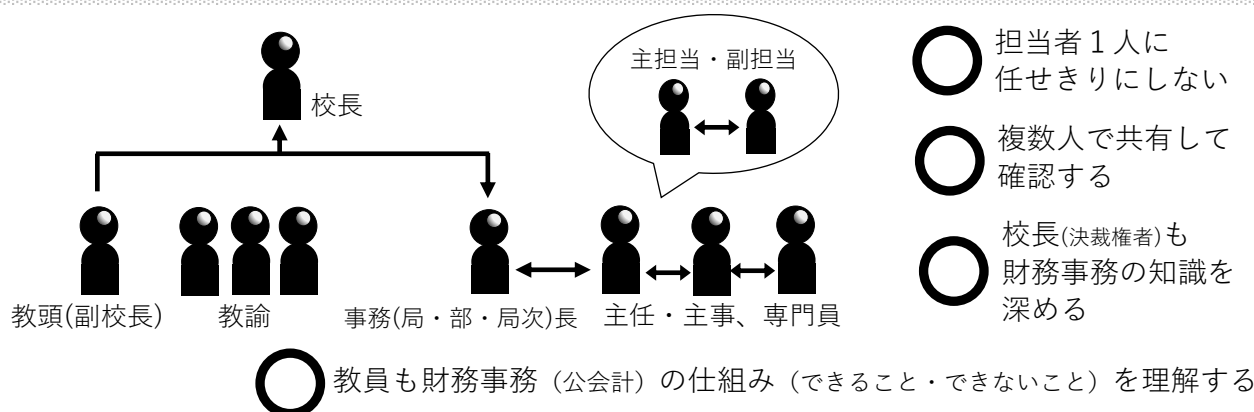 校長
主担当・副担当
教頭(副校長)
教諭
事務(局・部・局次)長
主任・主事、専門員
担当者１人に
任せきりにしない
複数人で共有して
確認する
校長(決裁権者)も
財務事務の知識を
深める
教員も財務事務（公会計）の仕組み（できること・できないこと）を理解する